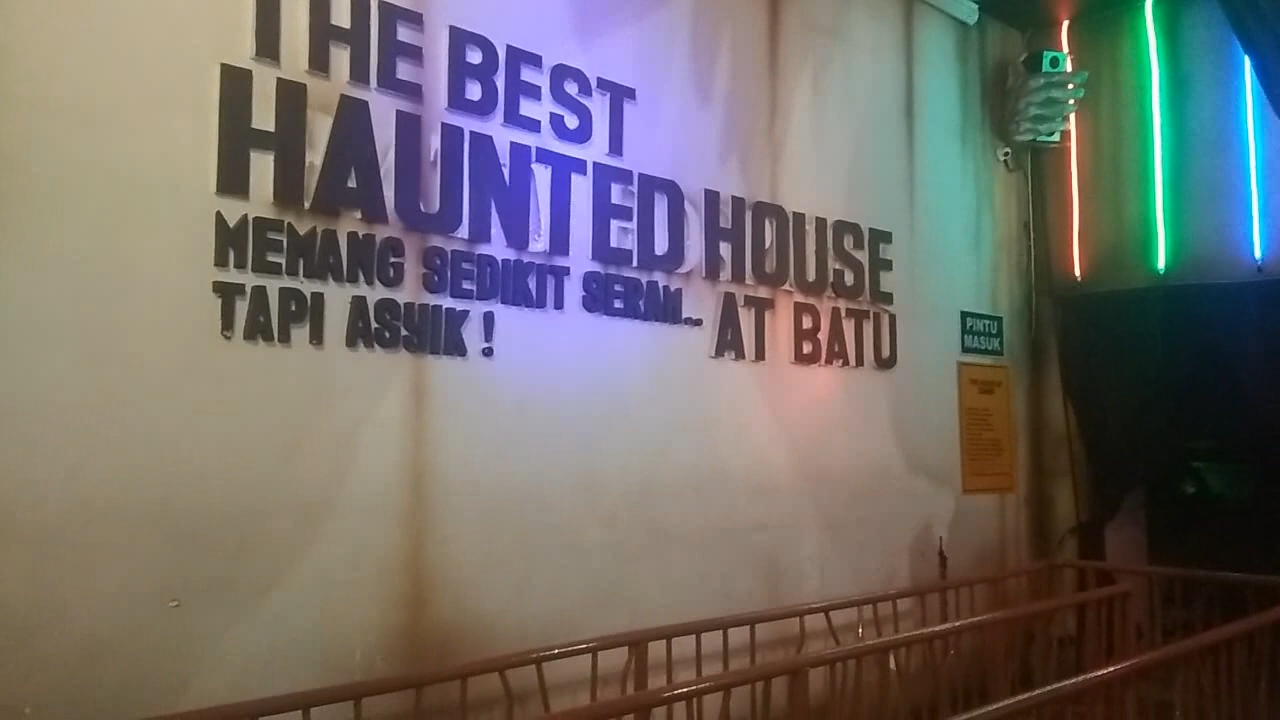 THE BEST
HAUNTED HOUSE
AT BATU
MEMANG SEDIKIT SERAM...
TAPI ASYIK !
PINTU
MASUK